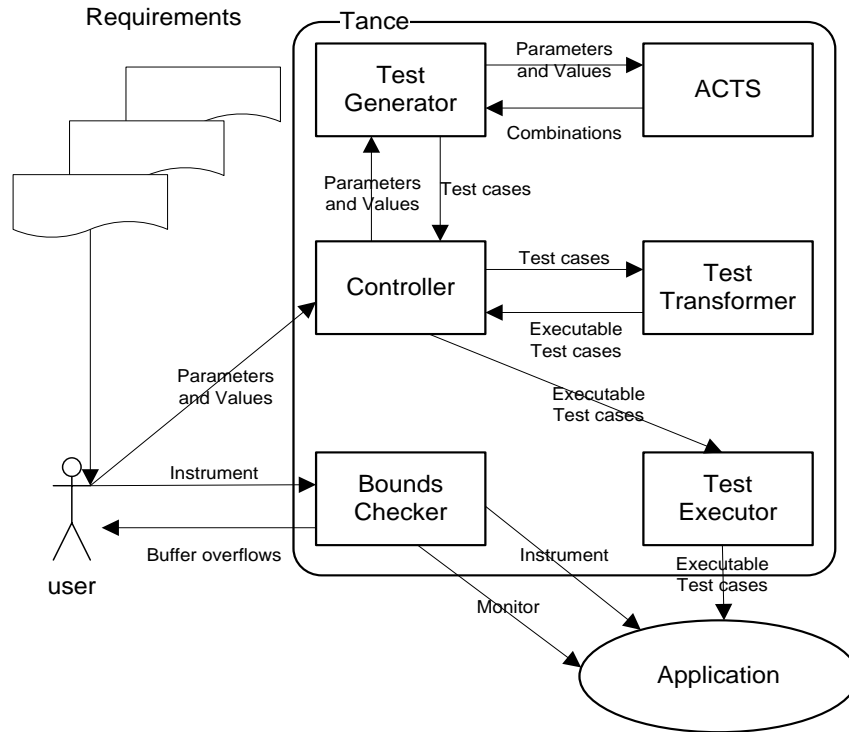 Requirements
Tance
Test
Generator
Parameters
and Values
ACTS
Combinations
Parameters
and Values
Test cases
Controller
Test cases
Test
Transformer
Executable
Test cases
Parameters
and Values
Executable
Test cases
Instrument
Bounds
Checker
Test
Executor
Buffer overflows
Instrument
Executable
Test cases
user
Monitor
Application